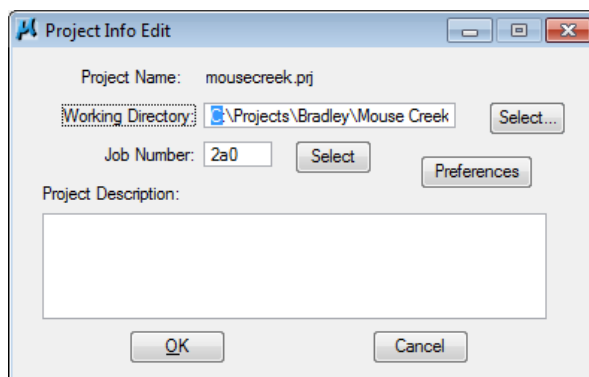 Project Info Edit
Project Name: mousecreek.prj
Working Directory: C:\Projects\Bradley\Mouse Creek Select...
Job Number: 2a0 Select
Preferences
Project Description:
OK Cancel